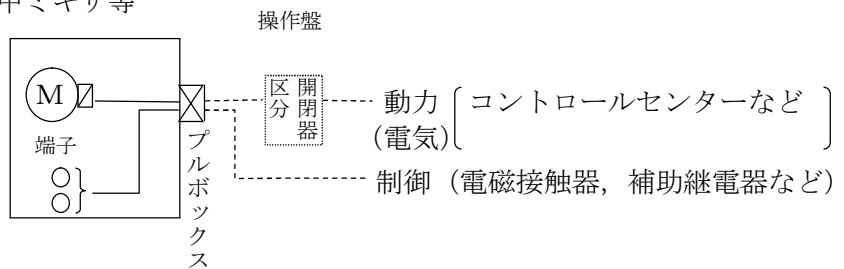 中ミキサ等
操作盤
M
端子
プルボックス
区分
開閉器
動力
(電気)
コントロールセンターなど
制御 (電磁接触器，補助継電器など)